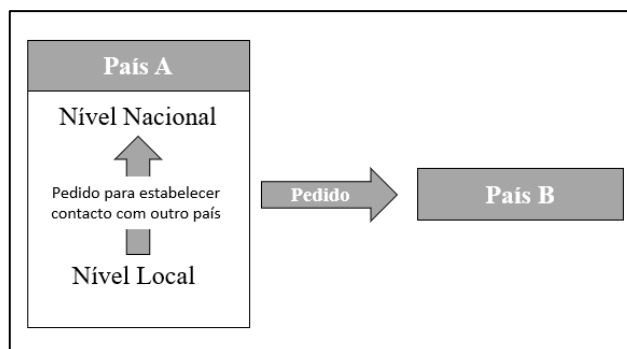 País A
Nível Nacional
Pedido para estabelecer
contacto com outro país
Nível Local
Pedido
País B